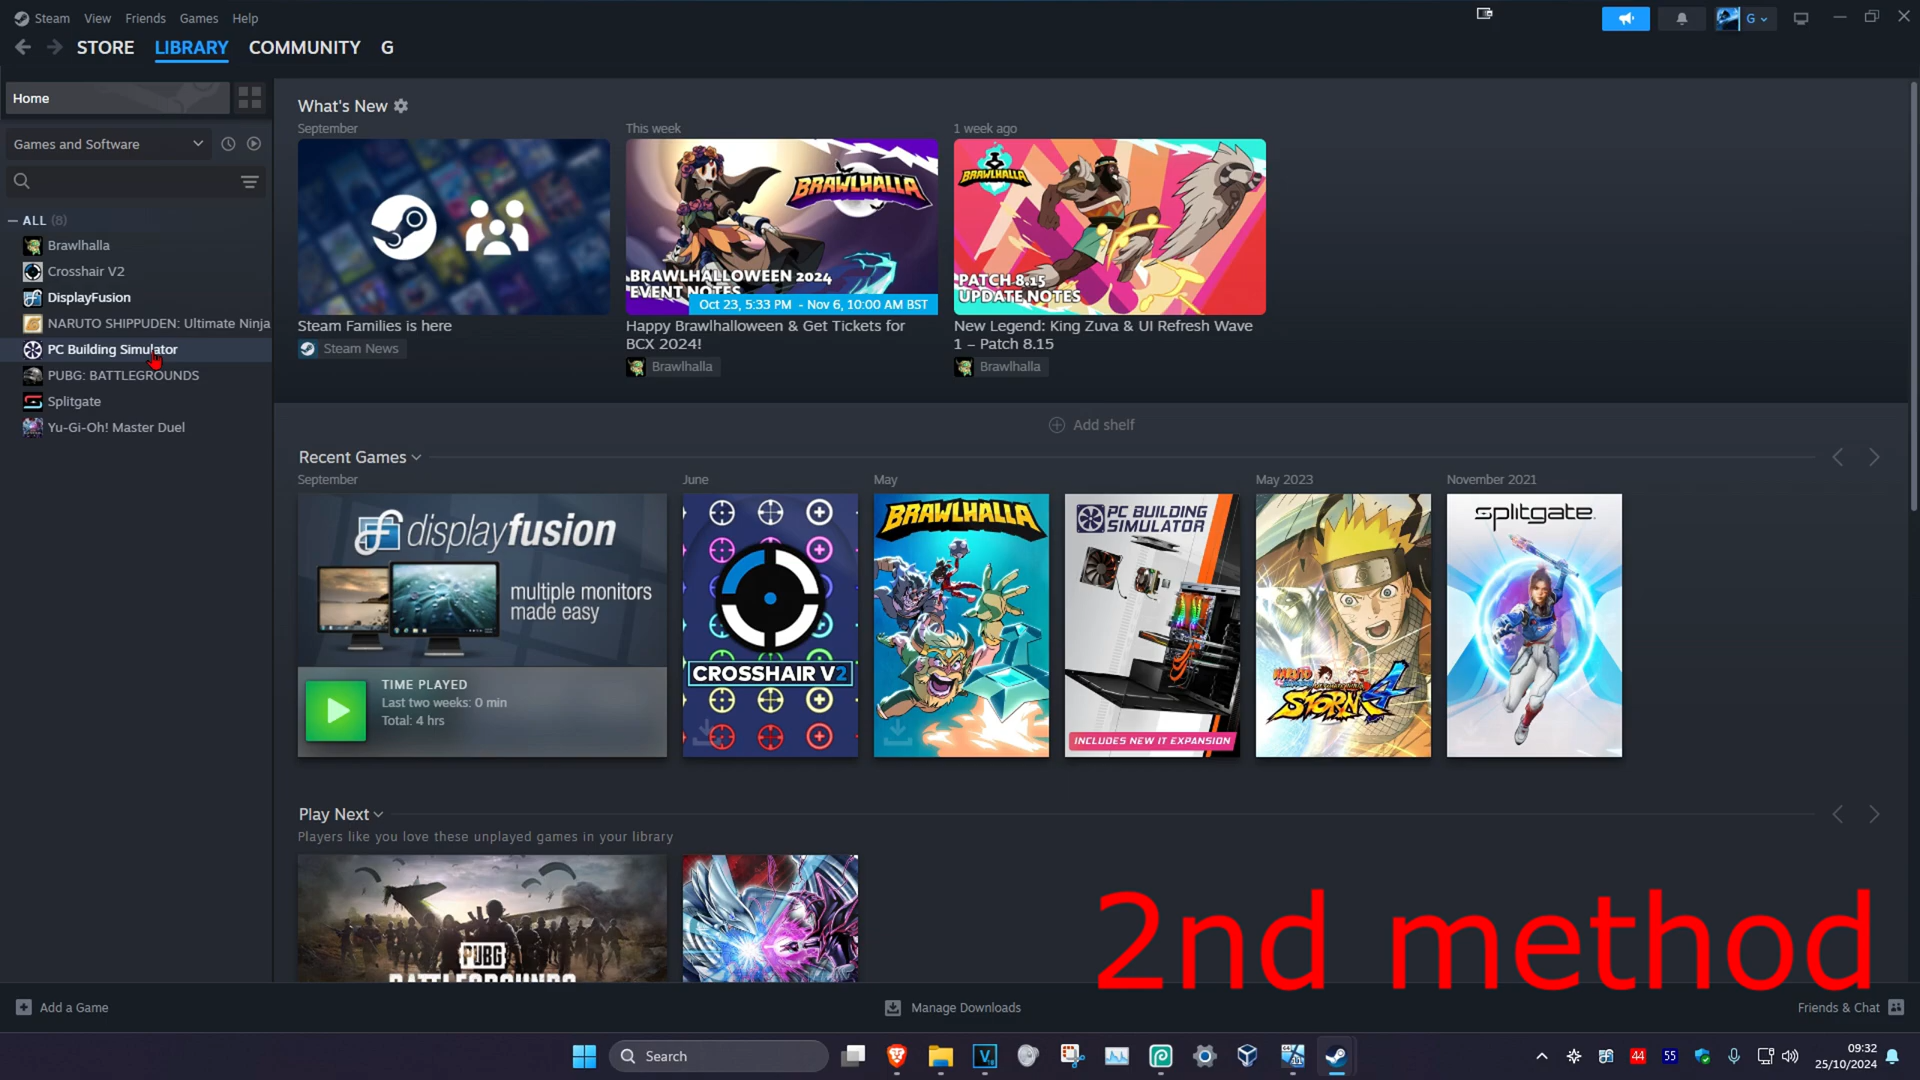 Steam View Friends Games Help
G
STORE LIBRARY COMMUNITY G
Home
Games and Software
ALL (8)
Brawlhalla
Crosshair V2
DisplayFusion
NARUTO SHIPPUDEN: Ultimate Ninja
PC Building Simulator
PUBG: BATTLEGROUNDS
Splitgate
Yu-Gi-Oh! Master Duel
What's New
September
This week
1 week ago
BRAWLHALLA
BRAWLHALLOWEEN 2024
EVENT NOTES
Oct 23, 5:33 PM - Nov 6, 10:00 AM BST
BRAWLHALLA
PATCH 8.15
UPDATE NOTES
Steam Families is here
Steam News
Happy Brawlhalloween & Get Tickets for
BCX 2024!
Brawlhalla
New Legend: King Zuva & UI Refresh Wave
1 – Patch 8.15
Brawlhalla
Add shelf
Recent Games
September
June
May
May 2023
November 2021
displayfusion
multiple monitors
made easy
TIME PLAYED
Last two weeks: 0 min
Total: 4 hrs
CROSSHAIR V2
BRAWLHALLA
PC BUILDING
SIMULATOR
INCLUDES NEW IT EXPANSION
NARUTO
STORM 4
splitgate
Play Next
Players like you love these unplayed games in your library
PUBG
BATTLEGROUNDS
2nd method
Add a Game
Manage Downloads
Friends & Chat
Search
44
55
09:32
25/10/2024